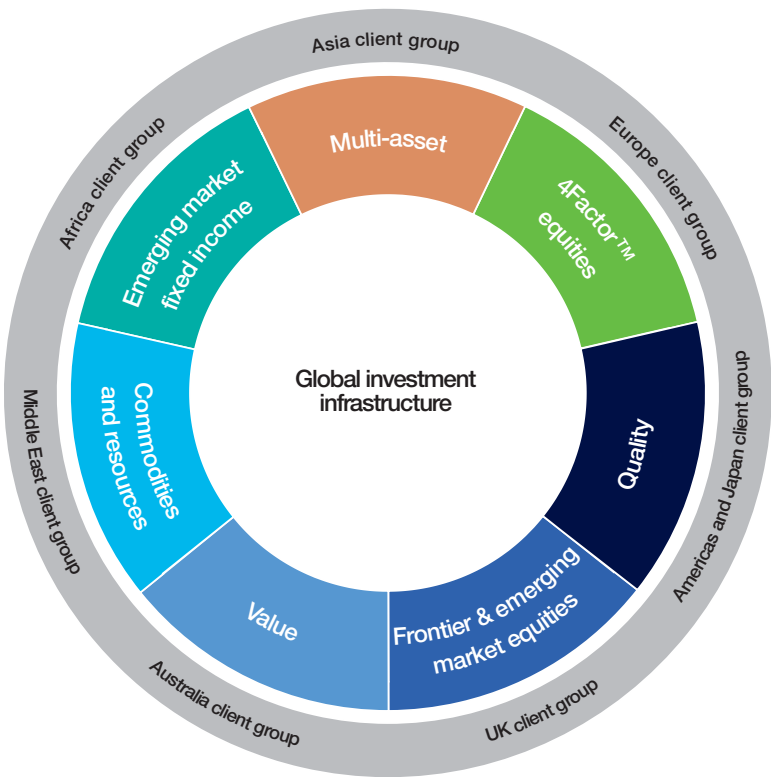 Asia client group
Europe client group
Americas and Japan client group
UK client group
Australia client group
Middle East client group
Africa client group
Multi-asset
4Factor™
equities
Quality
Frontier & emerging
market equities
Value
Commodities
and resources
Emerging market
fixed income
Global investment
infrastructure